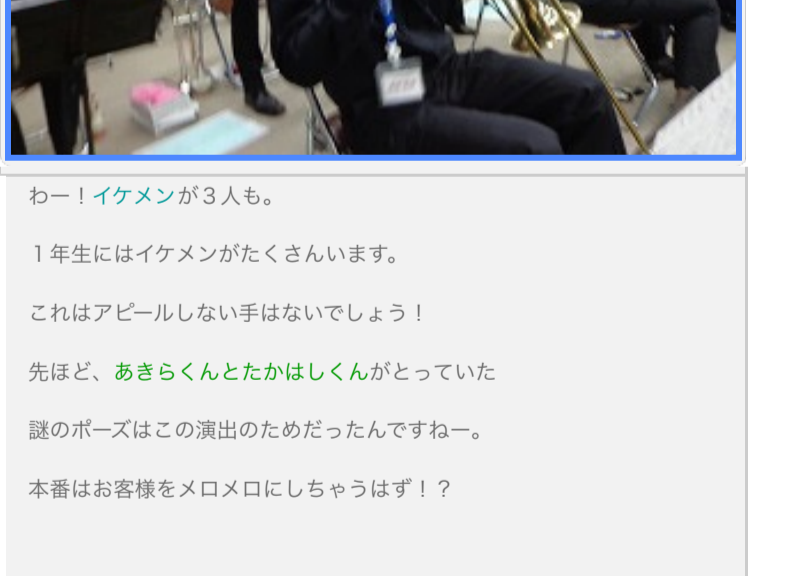 わー！イケメンが３人も。
１年生にはイケメンがたくさんいます。
これはアピールしない手はないでしょう！
先ほど、あきらくんとたかはしくんがとっていた
謎のポーズはこの演出のためだったんですねー。
本番はお客様をメロメロにしちゃうはず！？